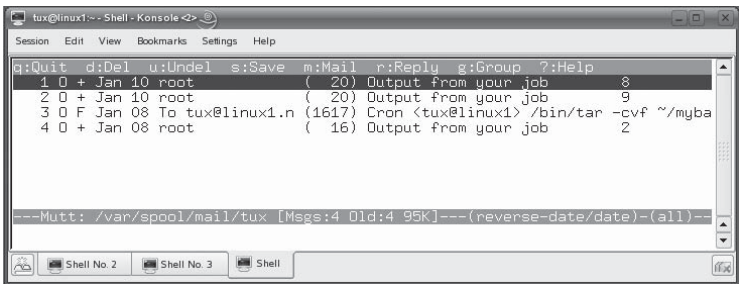 tux@linux1:~ - Shell - Konsole <2>
Session Edit View Bookmarks Settings Help
q:Quit d:Del u:Undel s:Save m:Mail r:Reply g:Group ?:Help
1 O + Jan 10 root ( 20) Output from your job 8
2 O + Jan 10 root ( 20) Output from your job 9
3 O F Jan 08 To tux@linux1.n (1617) Cron <tux@linux1> /bin/tar -cvf ~/myba
4 O + Jan 08 root ( 16) Output from your job 2
---Mutt: /var/spool/mail/tux [Msgs:4 Old:4 95K]---(reverse-date/date)-(all)--
Shell No. 2 Shell No. 3 Shell